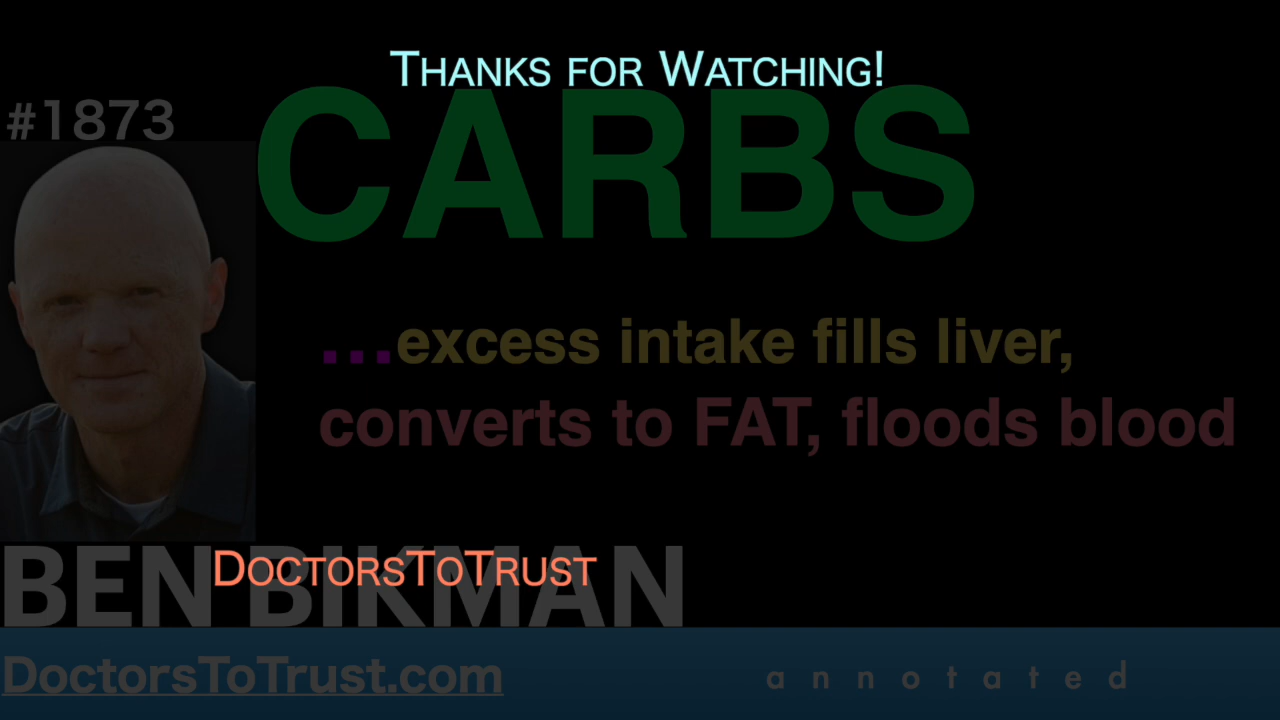 THANKS FOR WATCHING!
#1873
CARBS
...excess intake fills liver,
converts to FAT, floods blood
BEN BIKMAN
DOCTORSTOTRUST
DoctorsToTrust.com
annotated